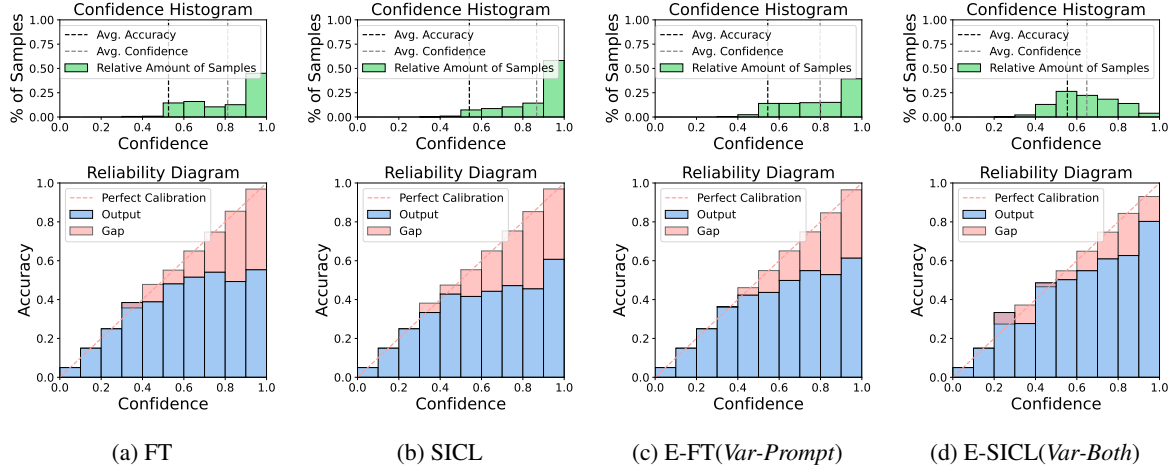 Confidence Histogram
1.00
0.75
0.50
0.25
0.00
% of Samples
Avg. Accuracy
Avg. Confidence
Relative Amount of Samples
0.0 0.2 0.4 0.6 0.8 1.0
Confidence
Reliability Diagram
1.0
0.8
0.6
0.4
0.2
0.0
Accuracy
Perfect Calibration
Output
Gap
0.0 0.2 0.4 0.6 0.8 1.0
Confidence
(a) FT
Confidence Histogram
1.00
0.75
0.50
0.25
0.00
% of Samples
Avg. Accuracy
Avg. Confidence
Relative Amount of Samples
0.0 0.2 0.4 0.6 0.8 1.0
Confidence
Reliability Diagram
1.0
0.8
0.6
0.4
0.2
0.0
Accuracy
Perfect Calibration
Output
Gap
0.0 0.2 0.4 0.6 0.8 1.0
Confidence
(b) SICL
Confidence Histogram
1.00
0.75
0.50
0.25
0.00
% of Samples
Avg. Accuracy
Avg. Confidence
Relative Amount of Samples
0.0 0.2 0.4 0.6 0.8 1.0
Confidence
Reliability Diagram
1.0
0.8
0.6
0.4
0.2
0.0
Accuracy
Perfect Calibration
Output
Gap
0.0 0.2 0.4 0.6 0.8 1.0
Confidence
(c) E-FT(Var-Prompt)
Confidence Histogram
1.00
0.75
0.50
0.25
0.00
% of Samples
Avg. Accuracy
Avg. Confidence
Relative Amount of Samples
0.0 0.2 0.4 0.6 0.8 1.0
Confidence
Reliability Diagram
1.0
0.8
0.6
0.4
0.2
0.0
Accuracy
Perfect Calibration
Output
Gap
0.0 0.2 0.4 0.6 0.8 1.0
Confidence
(d) E-SICL(Var-Both)